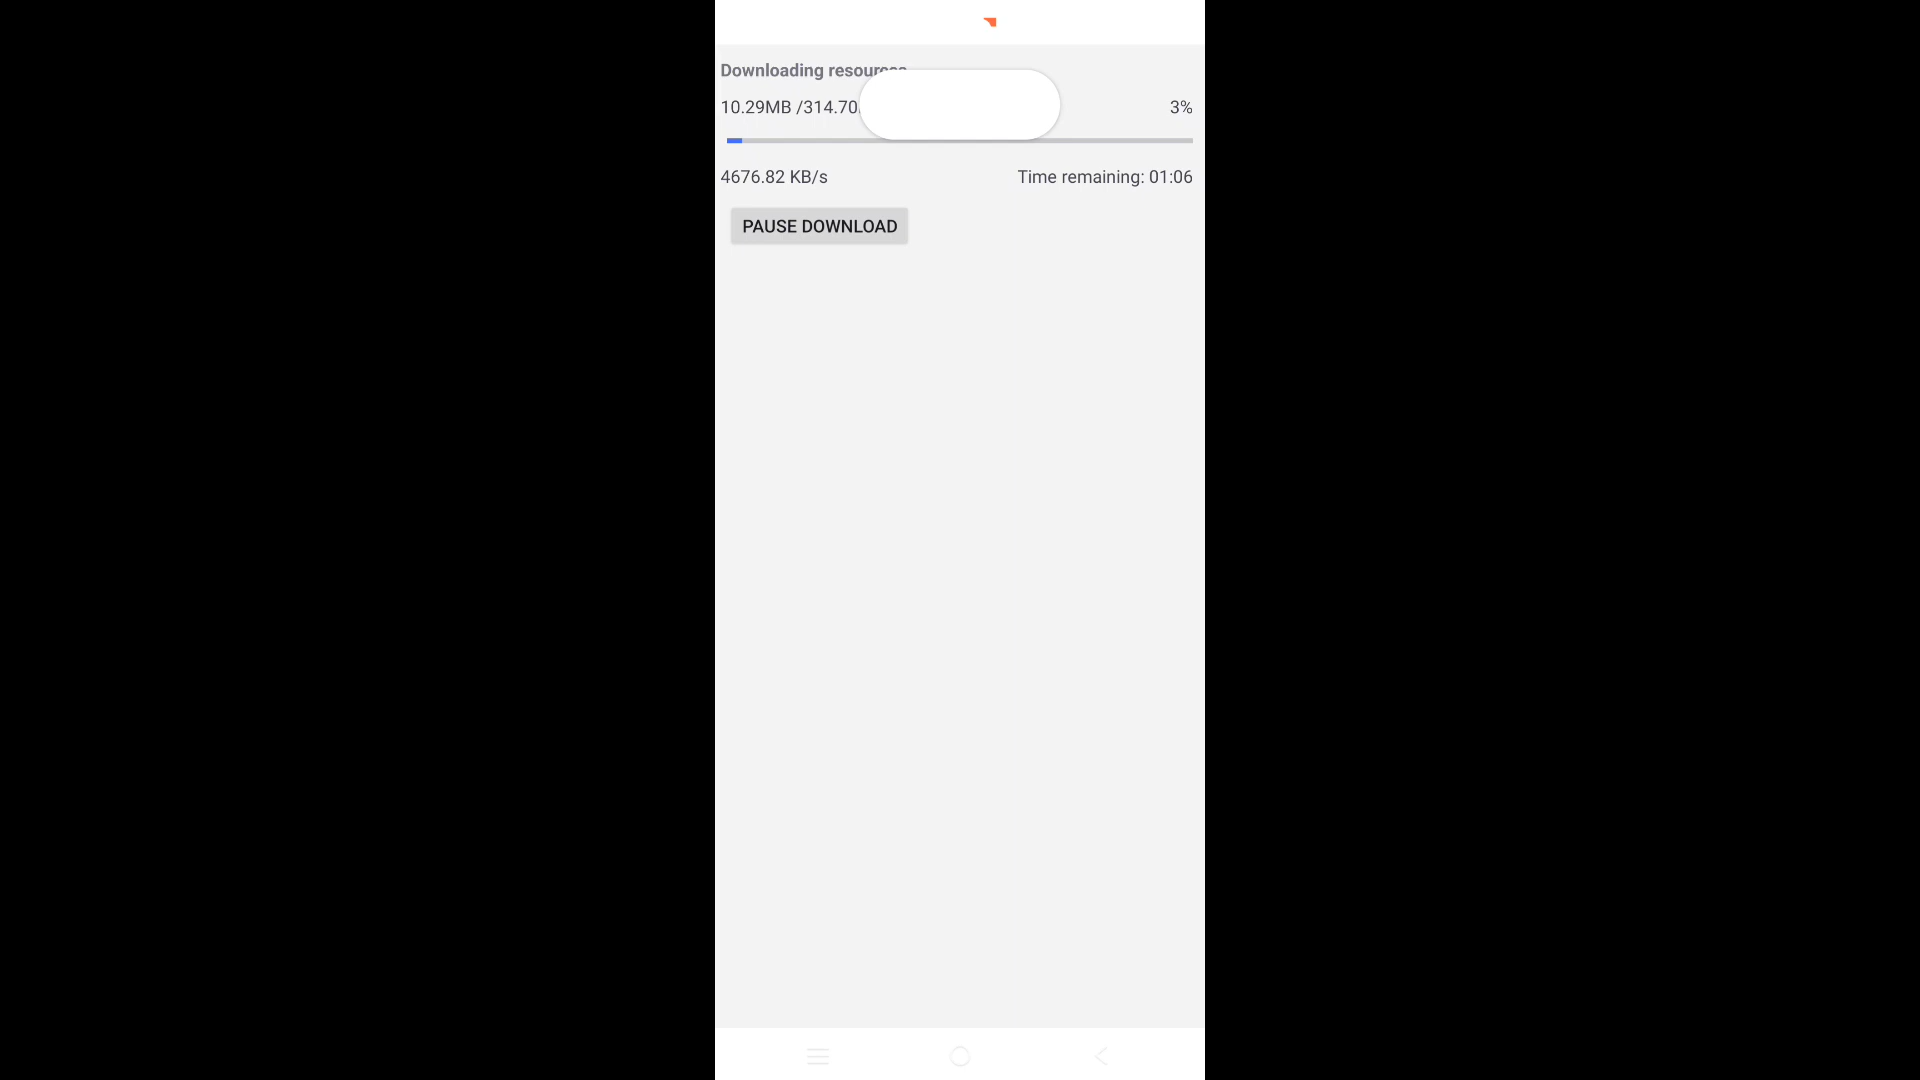 Downloading resources
10.29MB /314.70
3%
4676.82 KB/s
Time remaining: 01:06
PAUSE DOWNLOAD